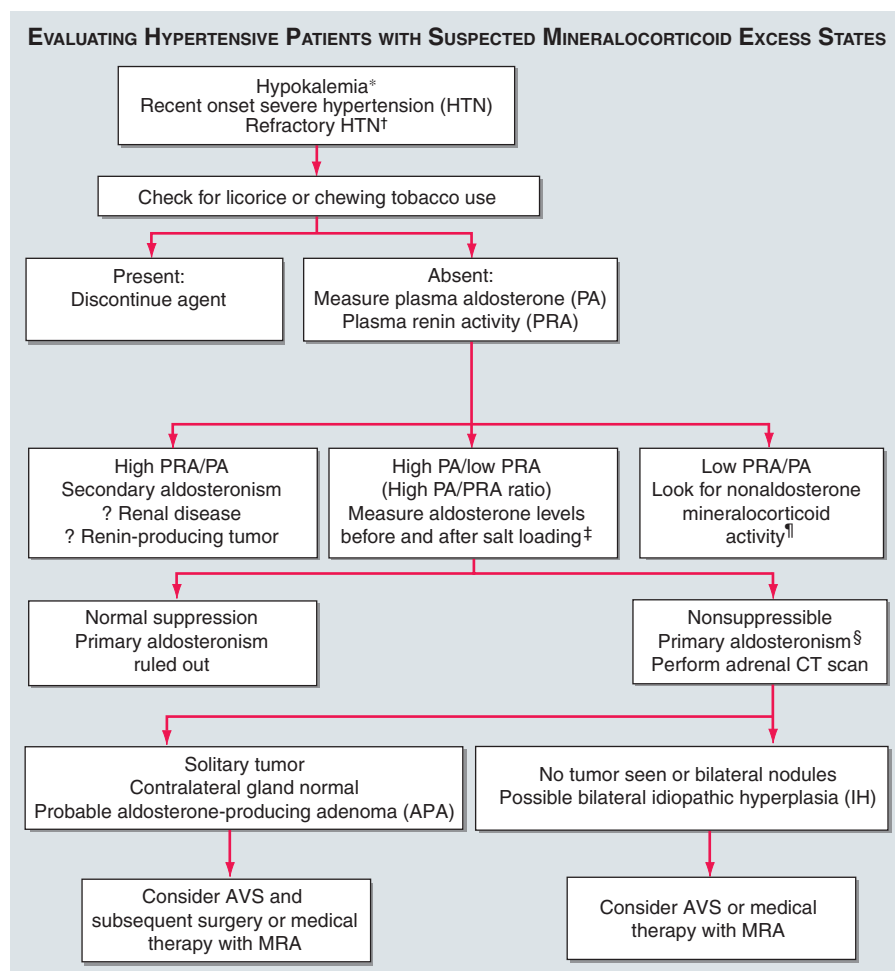 EVALUATING HYPERTENSIVE PATIENTS WITH SUSPECTED MINERALOCORTICOID EXCESS STATES
Hypokalemia*
Recent onset severe hypertension (HTN)
Refractory HTN†
Check for licorice or chewing tobacco use
Present:
Discontinue agent
Absent:
Measure plasma aldosterone (PA)
Plasma renin activity (PRA)
High PRA/PA
Secondary aldosteronism
? Renal disease
? Renin-producing tumor
High PA/low PRA
(High PA/PRA ratio)
Measure aldosterone levels
before and after salt loading‡
Low PRA/PA
Look for nonaldosterone
mineralocorticoid
activity¶
Normal suppression
Primary aldosteronism
ruled out
Nonsuppressible
Primary aldosteronism§
Perform adrenal CT scan
Solitary tumor
Contralateral gland normal
Probable aldosterone-producing adenoma (APA)
No tumor seen or bilateral nodules
Possible bilateral idiopathic hyperplasia (IH)
Consider AVS and
subsequent surgery or medical
therapy with MRA
Consider AVS or medical
therapy with MRA